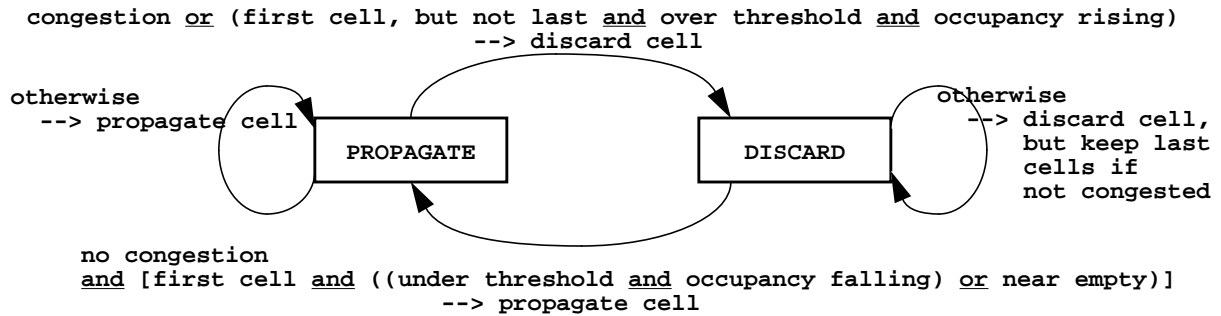 congestion or (first cell, but not last and over threshold and occupancy rising)
--> discard cell
otherwise
--> propagate cell
PROPAGATE
DISCARD
otherwise
--> discard cell,
but keep last
cells if
not congested
no congestion
and [first cell and ((under threshold and occupancy falling) or near empty)]
--> propagate cell